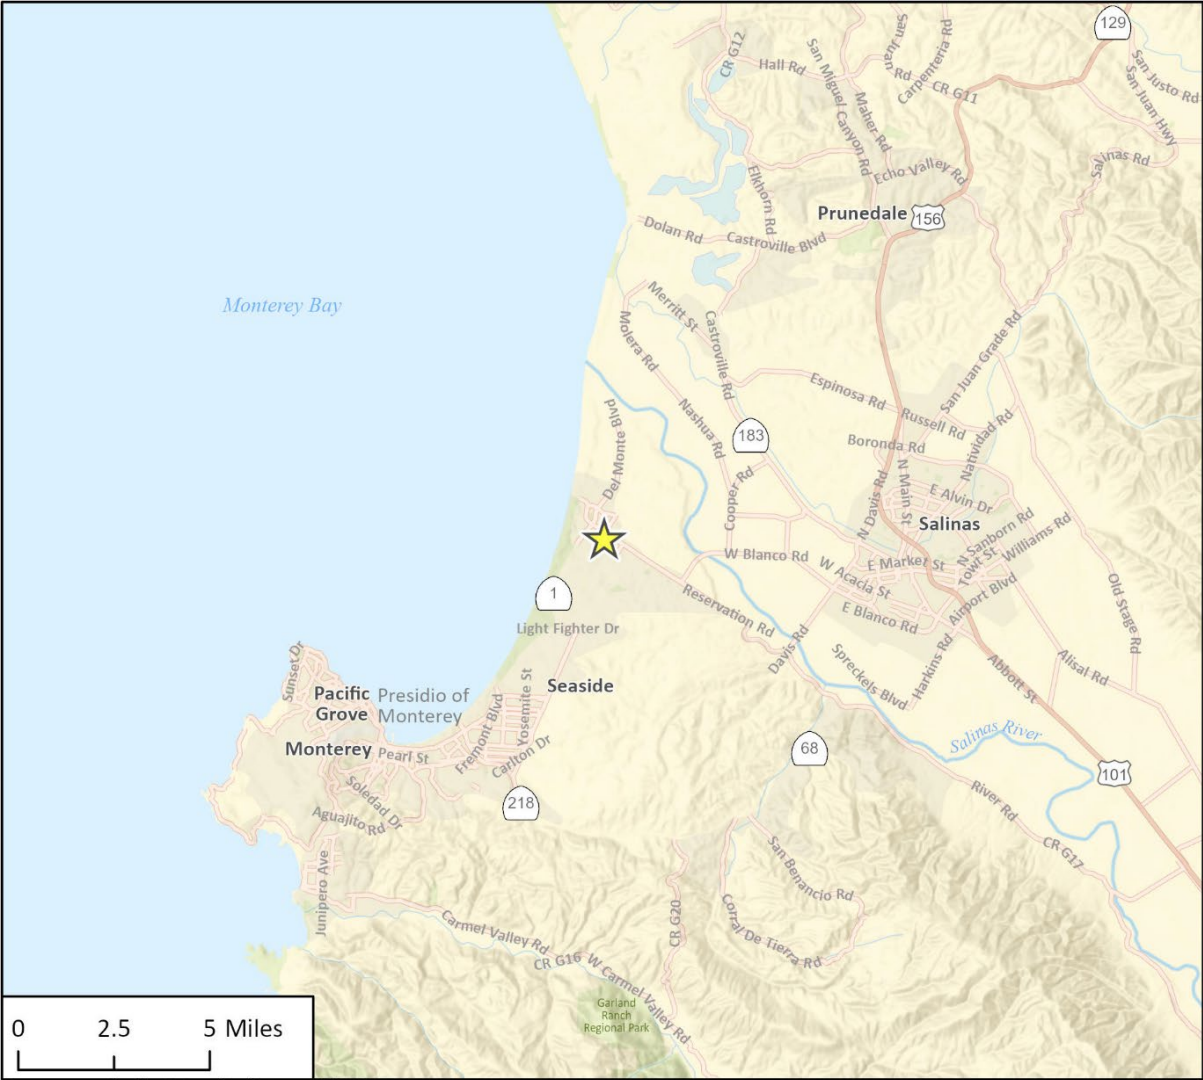 129
CR G12
Hall Rd
San Miguel Canyon Rd
Maher Rd
San Juan
Rd
Carpenteria Rd
CR G11
San Justo Rd
San Juan Hwy
Salinas Rd
Echo Valley Rd
Elkhorn Rd
Prunedale
156
Dolan Rd
Castroville Blvd
Monterey Bay
Merritt St
Molera Rd
Castroville Rd
San Juan Grade Rd
Espinosa Rd
Russell Rd
Del Monte Blvd
Nashua Rd
183
Boronda Rd
Natividad Rd
Cooper Rd
N Davis Rd
N Main St
E Alvin Dr
Salinas
N Sanborn Rd
Williams Rd
Towt St
W Blanco Rd
E Market St
W Acacia St
Airport Blvd
Old Stage Rd
1
Reservation Rd
E Blanco Rd
Light Fighter Dr
Davis Rd
Spreckels Blvd
Harkins Rd
Abbott St
Alisal Rd
Sunset Dr
Pacific
Grove
Presidio of
Monterey
Seaside
Yosemite St
Fremont Blvd
Monterey
Pearl St
Carlton Dr
68
Salinas River
101
Soledad Dr
Aguajito Rd
218
River Rd
CR G17
Junipero Ave
San Benancio Rd
CR G20
Corral De Tierra Rd
Carmel Valley Rd
CR G16
W Carmel Valley Rd
Garland
Ranch
Regional Park
0 2.5 5 Miles